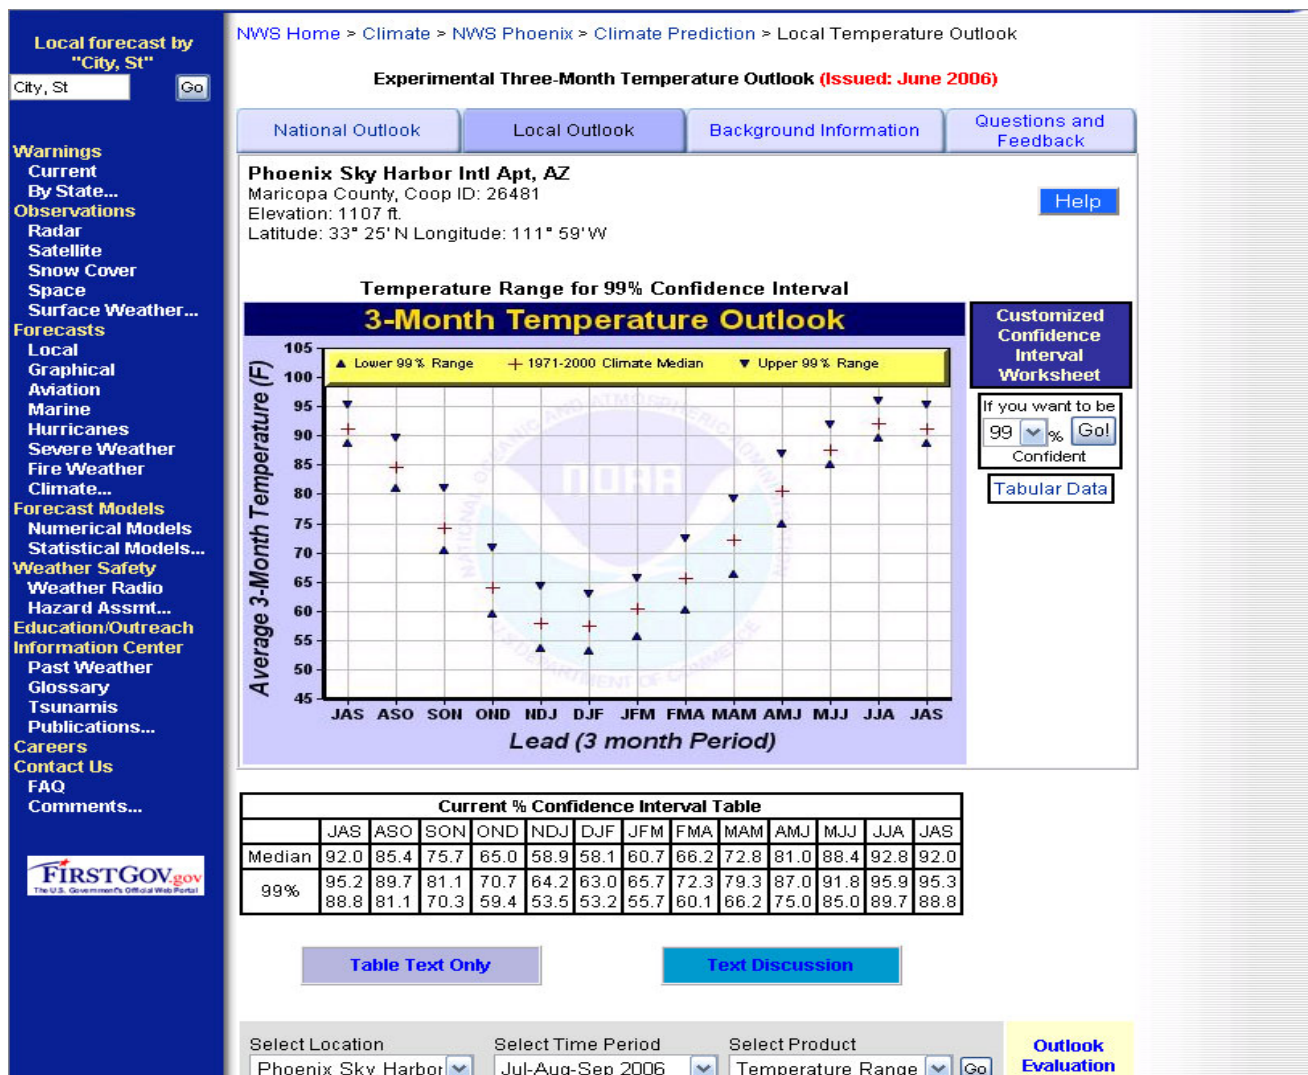 Local forecast by
"City, St"
City, St Go
Warnings
Current
By State...
Observations
Radar
Satellite
Snow Cover
Space
Surface Weather...
Forecasts
Local
Graphical
Aviation
Marine
Hurricanes
Severe Weather
Fire Weather
Climate...
Forecast Models
Numerical Models
Statistical Models...
Weather Safety
Weather Radio
Hazard Assmt...
Education/Outreach
Information Center
Past Weather
Glossary
Tsunamis
Publications...
Careers
Contact Us
FAQ
Comments...
FIRSTGOV.gov
The U.S. Government's Official Web Portal
NWS Home > Climate > NWS Phoenix > Climate Prediction > Local Temperature Outlook
Experimental Three-Month Temperature Outlook (Issued: June 2006)
National Outlook
Local Outlook
Background Information
Questions and
Feedback
Phoenix Sky Harbor Intl Apt, AZ
Maricopa County, Coop ID: 26481
Elevation: 1107 ft.
Latitude: 33° 25' N Longitude: 111° 59' W
Help
Temperature Range for 99% Confidence Interval
3-Month Temperature Outlook
Lower 99% Range 1971-2000 Climate Median Upper 99% Range
Average 3-Month Temperature (F)
105
100
95
90
85
80
75
70
65
60
55
50
45
NATIONAL OCEANIC AND ATMOSPHERIC ADMINISTRATION
NOAA
U.S. DEPARTMENT OF COMMERCE
JAS ASO SON OND NDJ DJF JFM FMA MAM AMJ MJJ JJA JAS
Lead (3 month Period)
Customized
Confidence
Interval
Worksheet
If you want to be
99 % Go!
Confident
Tabular Data
Current % Confidence Interval Table
JAS ASO SON OND NDJ DJF JFM FMA MAM AMJ MJJ JJA JAS
Median 92.0 85.4 75.7 65.0 58.9 58.1 60.7 66.2 72.8 81.0 88.4 92.8 92.0
99% 95.2 89.7 81.1 70.7 64.2 63.0 65.7 72.3 79.3 87.0 91.8 95.9 95.3
88.8 81.1 70.3 59.4 53.5 53.2 55.7 60.1 66.2 75.0 85.0 89.7 88.8
Table Text Only
Text Discussion
Select Location Select Time Period Select Product
Phoenix Sky Harbor Jul-Aug-Sep 2006 Temperature Range Go
Outlook
Evaluation